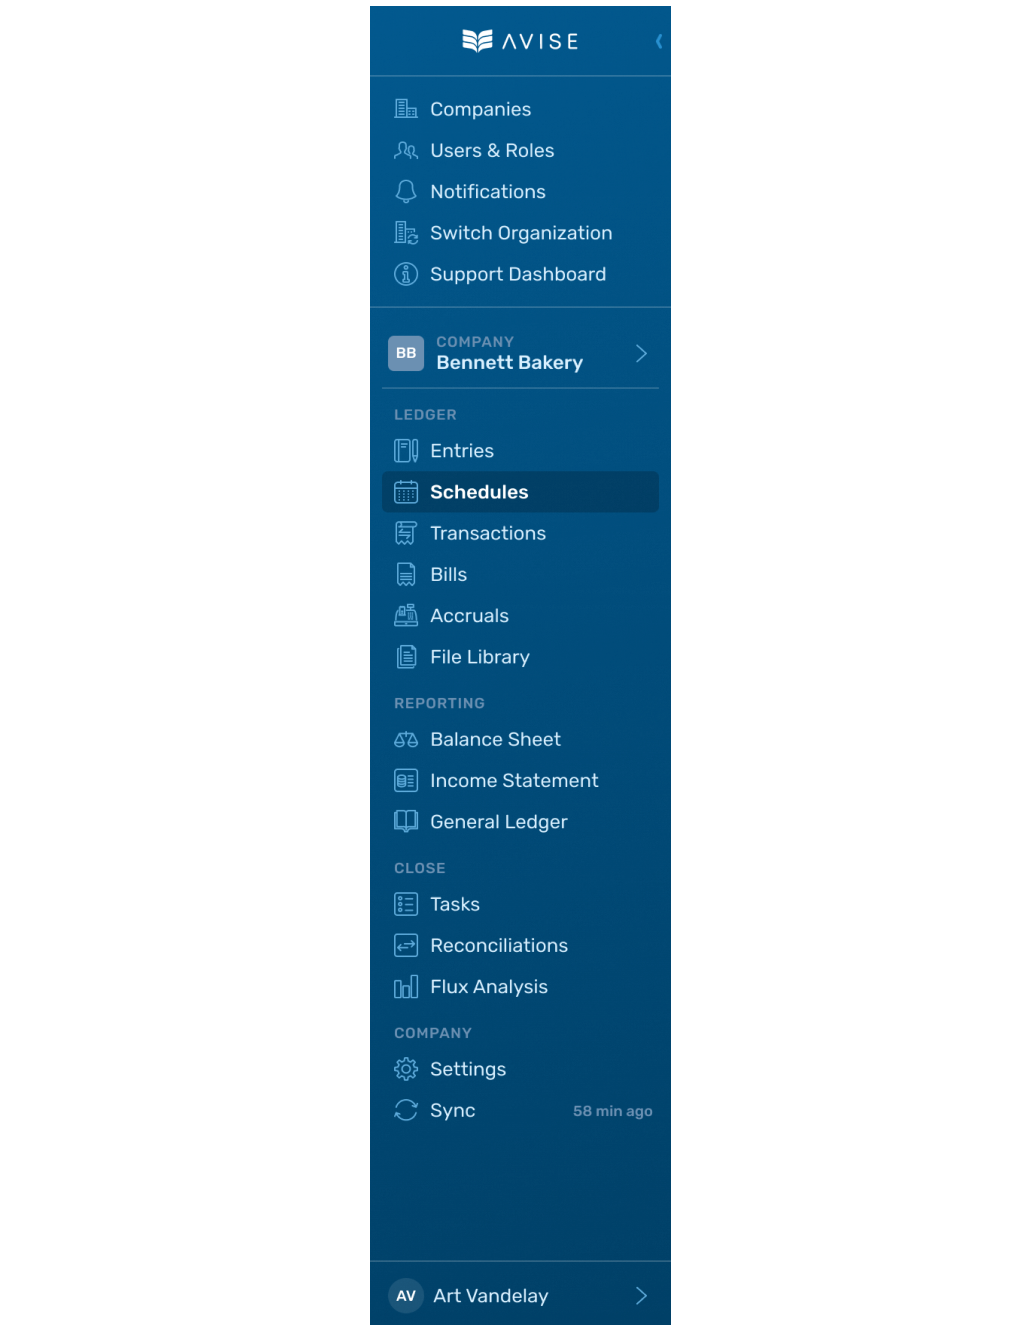 AVISE
Companies
Users & Roles
Notifications
Switch Organization
Support Dashboard
BB
COMPANY
Bennett Bakery
LEDGER
Entries
Schedules
Transactions
Bills
Accruals
File Library
REPORTING
Balance Sheet
Income Statement
General Ledger
CLOSE
Tasks
Reconciliations
Flux Analysis
COMPANY
Settings
Sync 58 min ago
AV Art Vandelay